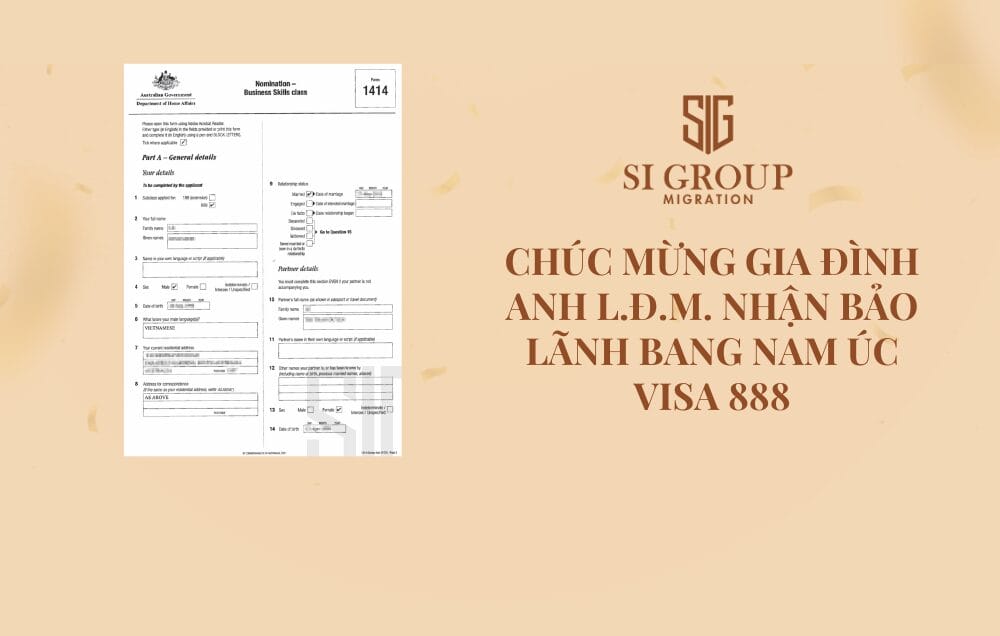 Australian Government
Department of Home Affairs
Nomination –
Business Skills class
Form
1414
Please open this form using Adobe Acrobat Reader.
Either type (in English) in the fields provided or print this form
and complete it (in English) using a pen and BLOCK LETTERS.
Tick where applicable ✓
Part A – General details
Your details
To be completed by the applicant
1 Subclass applied for: 188 (extension)
888 ✓
2 Your full name
Family name
Given names
3 Name in your own language or script (if applicable)
4 Sex Male ✓ Female Indeterminate / Intersex / Unspecified
5 Date of birth
DAY MONTH YEAR
6 What is/are your main language(s)?
VIETNAMESE
7 Your current residential address
POSTCODE
8 Address for correspondence
(If the same as your residential address, write 'AS ABOVE')
AS ABOVE
POSTCODE
9 Relationship status
DAY MONTH YEAR
Married ✓ Date of marriage
Engaged Date of intended marriage
De facto Date relationship began
Separated
Divorced
Widowed
Never married or
been in a de facto
relationship
Go to Question 15
Partner details
You must complete this section EVEN if your partner is not
accompanying you.
10 Partner's full name (as shown in passport or travel document)
Family name
Given names
11 Partner's name in their own language or script (if applicable)
12 Other names your partner is, or has been known by
(including name at birth, previous married names, aliases)
13 Sex Male Female ✓ Indeterminate / Intersex / Unspecified
14 Date of birth
DAY MONTH YEAR
SIG
SI GROUP
MIGRATION
CHÚC MỪNG GIA ĐÌNH
ANH L.Đ.M. NHẬN BẢO
LÃNH BANG NAM ÚC
VISA 888